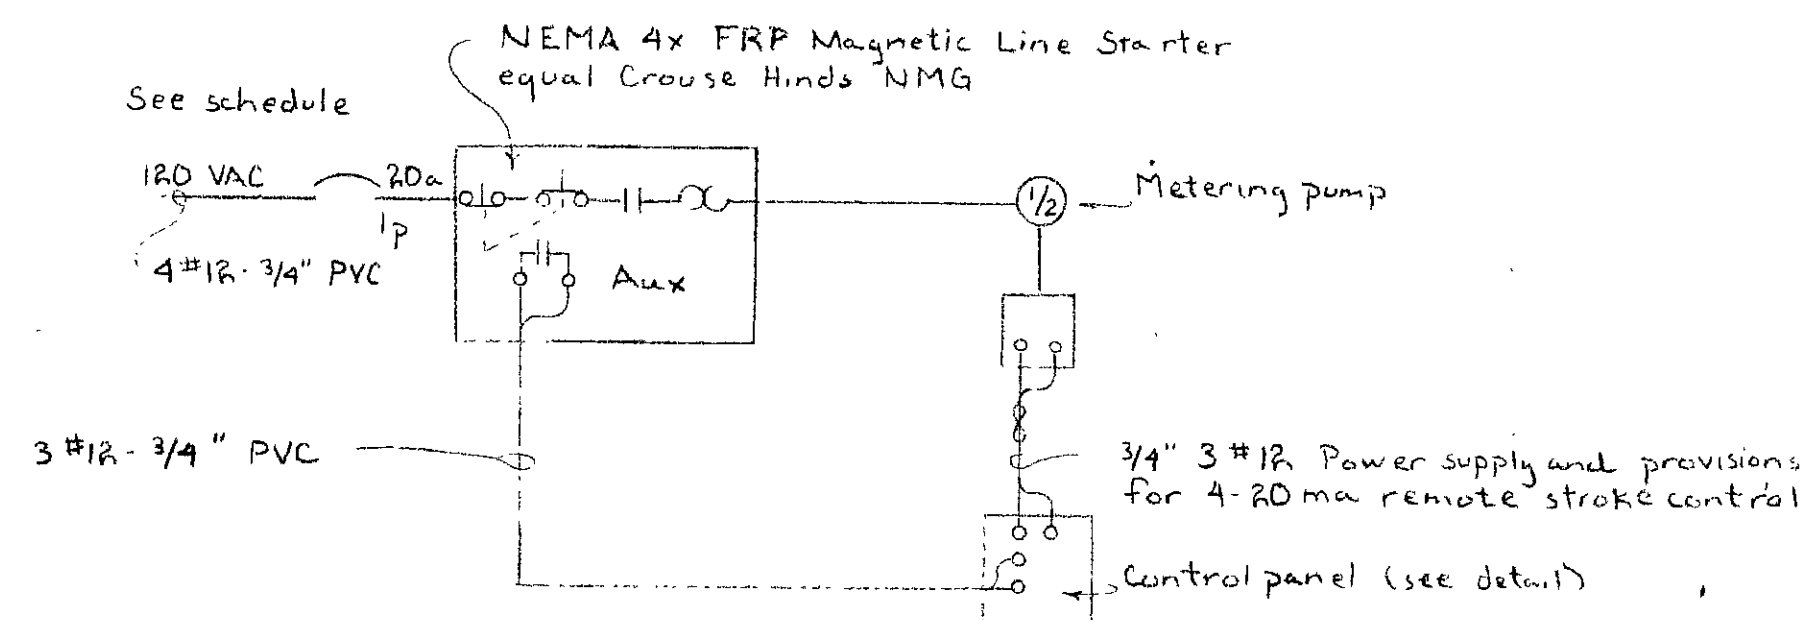 NEMA 4x FRP Magnetic Line Starter
equal Crouse Hinds NMG
See schedule
120 VAC
20a
1p
4 #12 - 3/4" PVC
Aux
1/2
Metering pump
3 #12 - 3/4" PVC
3/4" 3 #12 Power supply and provisions
for 4-20 ma remote stroke control
Control panel (see detail)